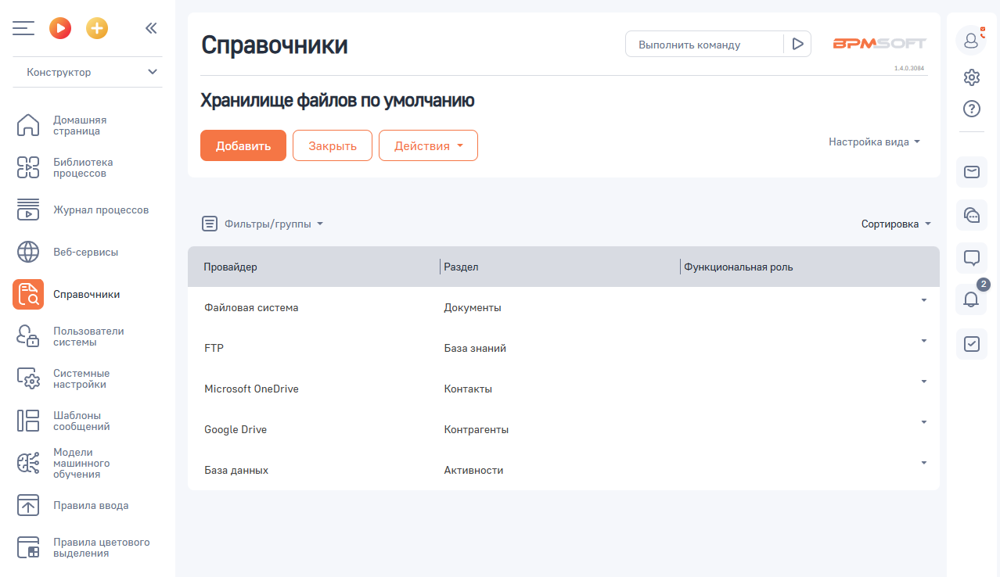 Конструктор
Домашняя
страница
Библиотека
процессов
Журнал процессов
Веб-сервисы
Справочники
Пользователи
системы
Системные
настройки
Шаблоны
сообщений
Модели
машинного
обучения
Правила ввода
Правила цветового
выделения
Справочники
Выполнить команду
BPMSOFT
1.4.0.3084
Хранилище файлов по умолчанию
Добавить
Закрыть
Действия
Настройка вида
Фильтры/группы
Сортировка
Провайдер
Раздел
Функциональная роль
Файловая система
Документы
FTP
База знаний
Microsoft OneDrive
Контакты
Google Drive
Контрагенты
База данных
Активности
2